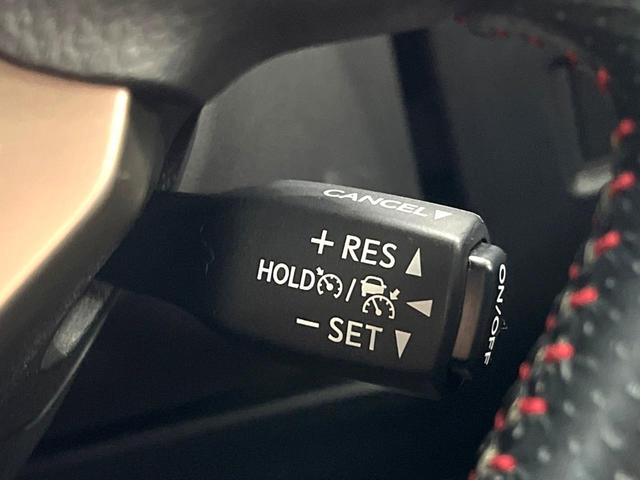 CANCEL▼
+ RES ▲
HOLD /
− SET ▼
ON/OFF